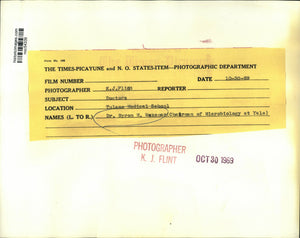 Form No. 108
THE TIMES-PICAYUNE and N. O. STATES-ITEM—PHOTOGRAPHIC DEPARTMENT
FILM NUMBER DATE 10-30-69
PHOTOGRAPHER K.J.Flint REPORTER
SUBJECT Doctors
LOCATION Tulane Medical School
NAMES (L. TO R.) Dr. Byron H. (Chairman of Microbiology at Yale)
PHOTOGRAPHER
K. J. FLINT OCT 30 1969